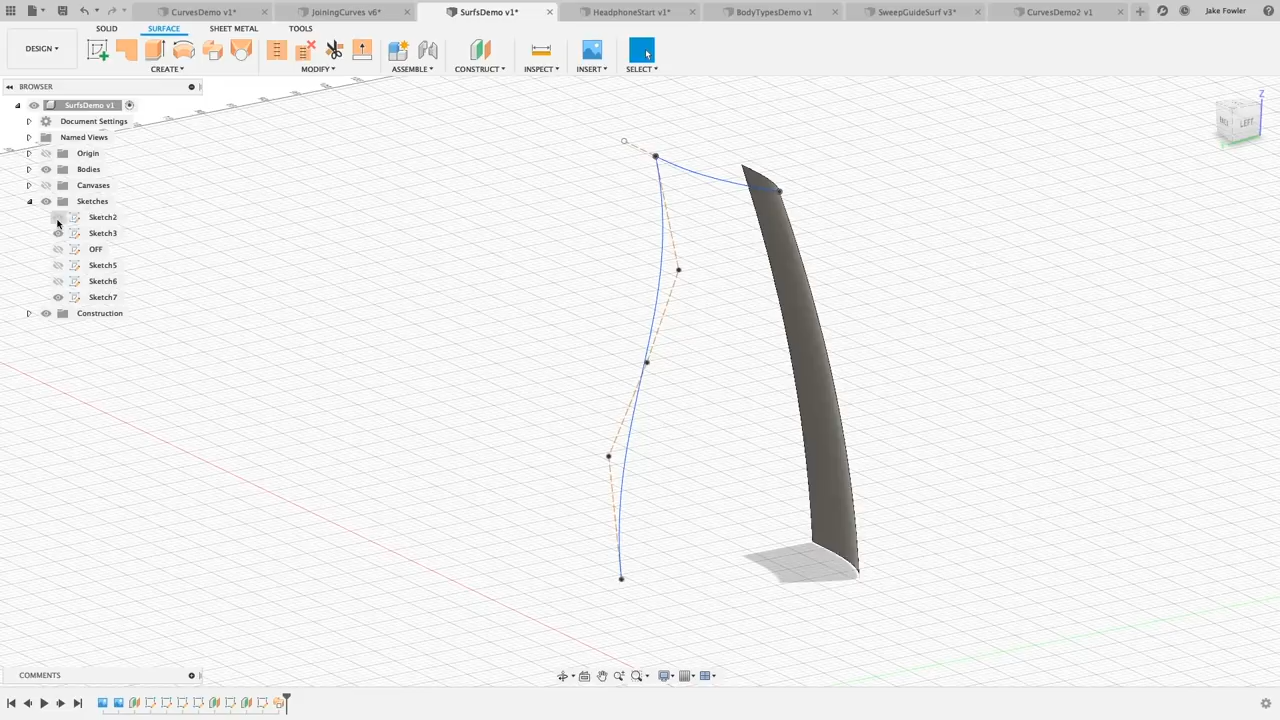 CurvesDemo v1*
JoiningCurves v6*
SurfsDemo v1*
HeadphoneStart v1*
BodyTypesDemo v1
SweepGuideSurf v3*
CurvesDemo2 v1
Jake Fowler
SOLID
SURFACE
SHEET METAL
TOOLS
DESIGN
CREATE
MODIFY
ASSEMBLE
CONSTRUCT
INSPECT
INSERT
SELECT
BROWSER
SurfsDemo v1
Document Settings
Named Views
Origin
Bodies
Canvases
Sketches
Sketch2
Sketch3
OFF
Sketch5
Sketch6
Sketch7
Construction
Z
LEFT
COMMENTS